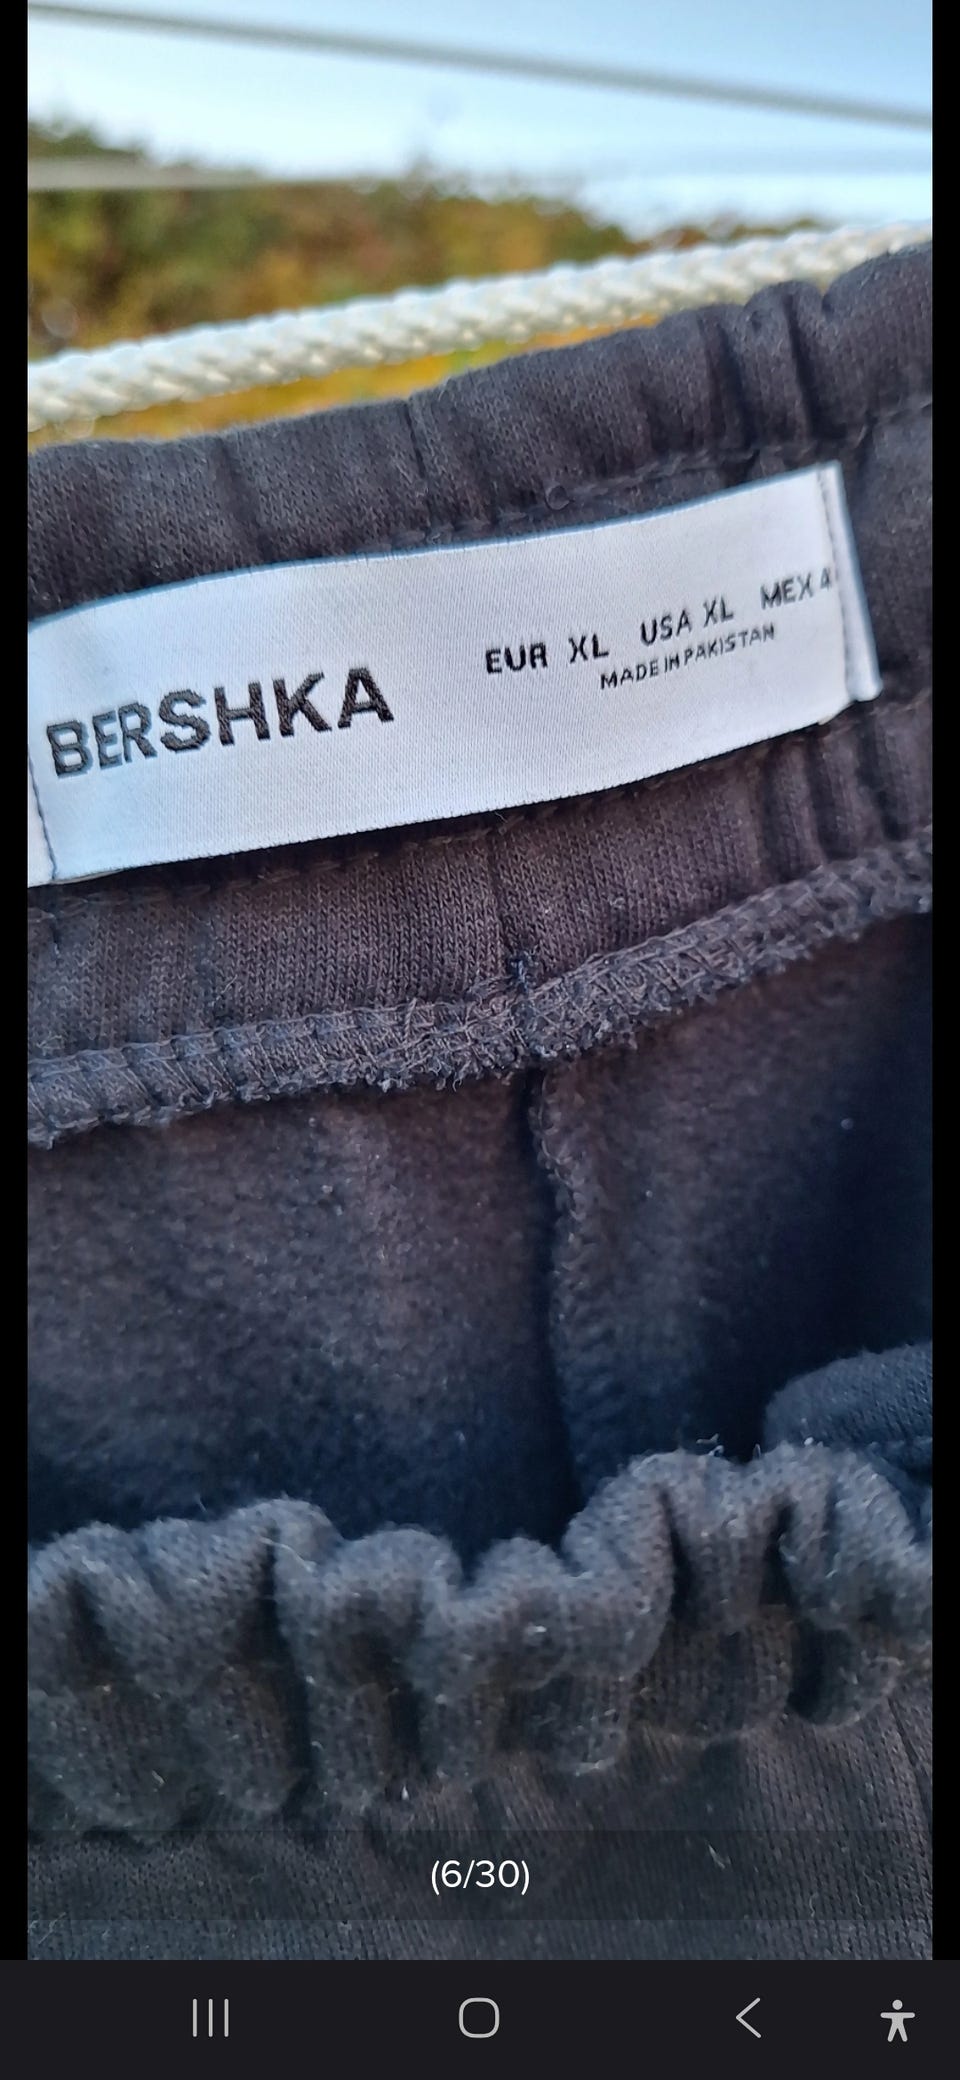 BERSHKA
EUR XL USA XL MEX
MADE IN PAKISTAN
(6/30)